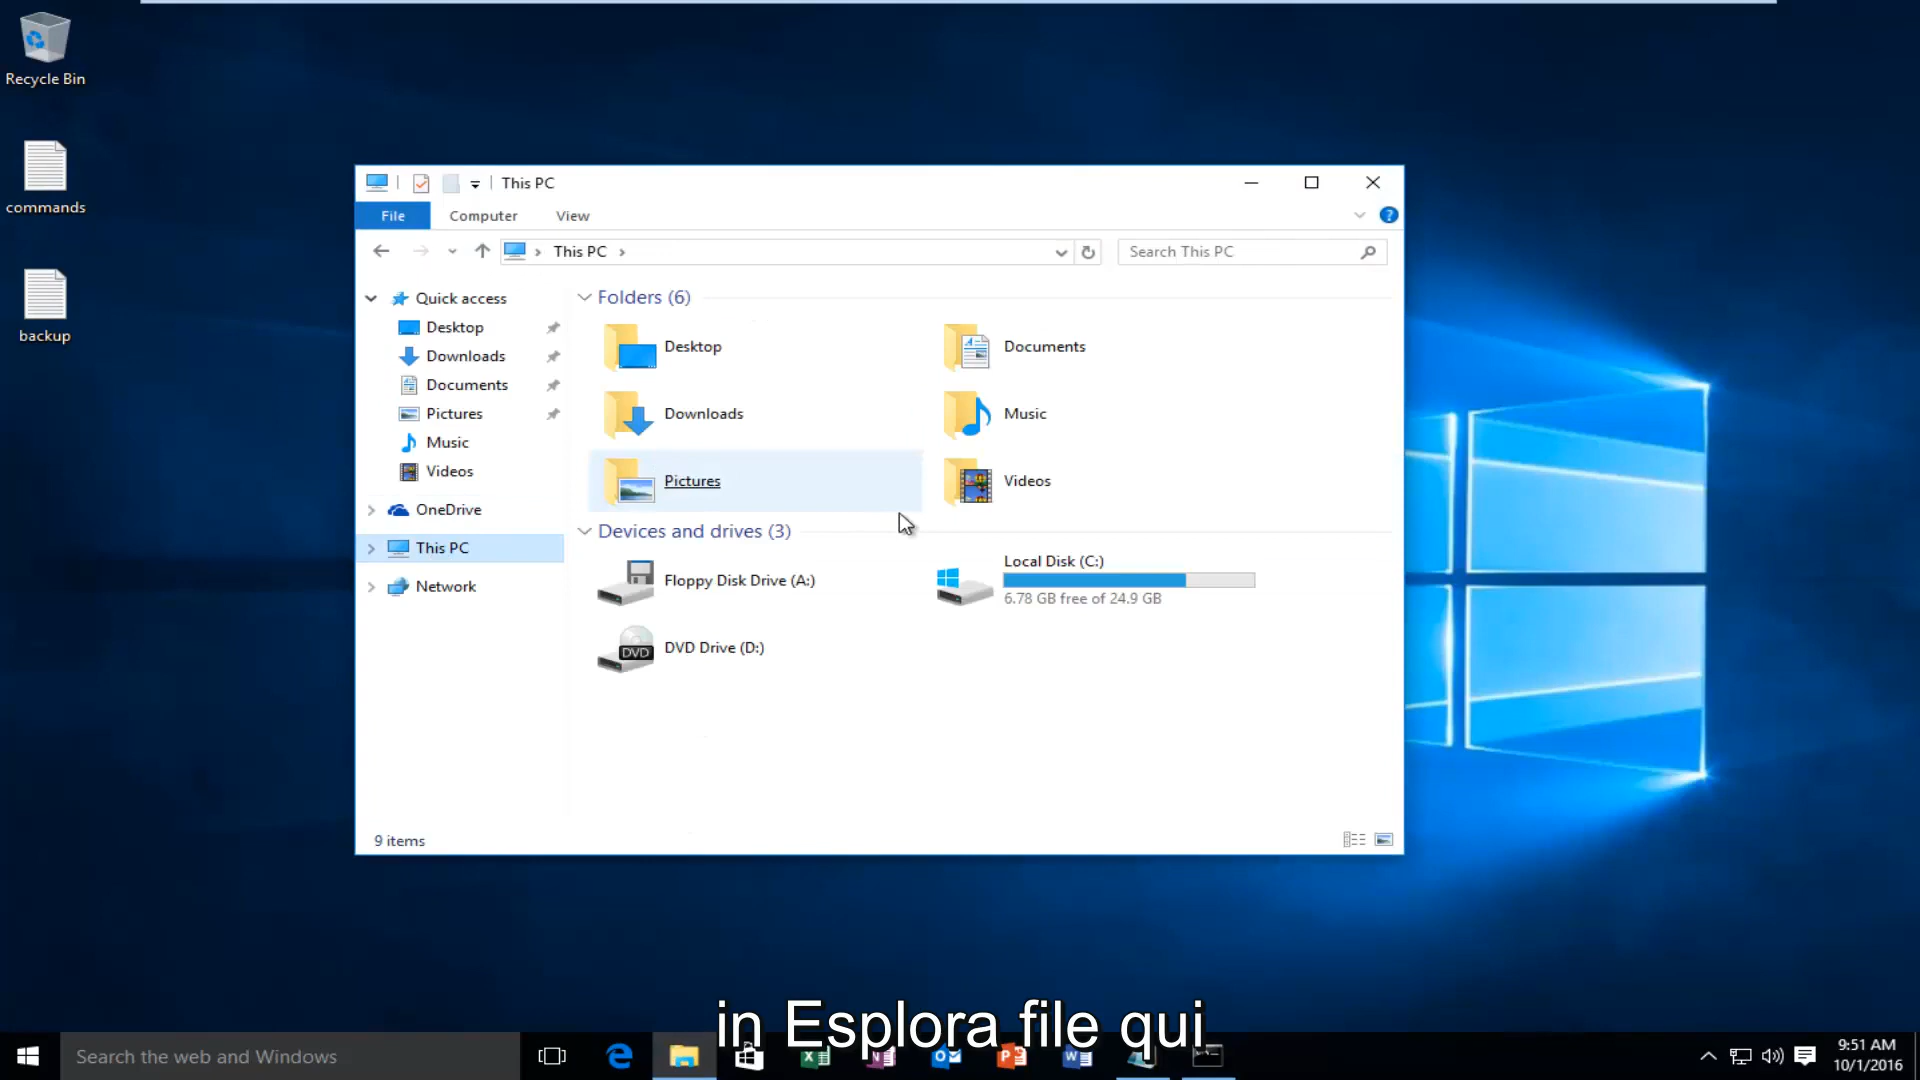 Recycle Bin
commands
backup
This PC
File Computer View
This PC
Search This PC
Quick access
Desktop
Downloads
Documents
Pictures
Music
Videos
OneDrive
This PC
Network
Folders (6)
Desktop
Documents
Downloads
Music
Pictures
Videos
Devices and drives (3)
Floppy Disk Drive (A:)
Local Disk (C:)
6.78 GB free of 24.9 GB
DVD
DVD Drive (D:)
9 items
in Esplora file qui
Search the web and Windows
9:51 AM
10/1/2016